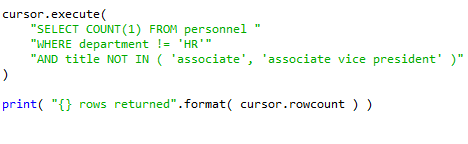 cursor.execute(
"SELECT COUNT(1) FROM personnel "
"WHERE department != 'HR'"
"AND title NOT IN ( 'associate', 'associate vice president' )"
)
print( "{} rows returned".format( cursor.rowcount ) )